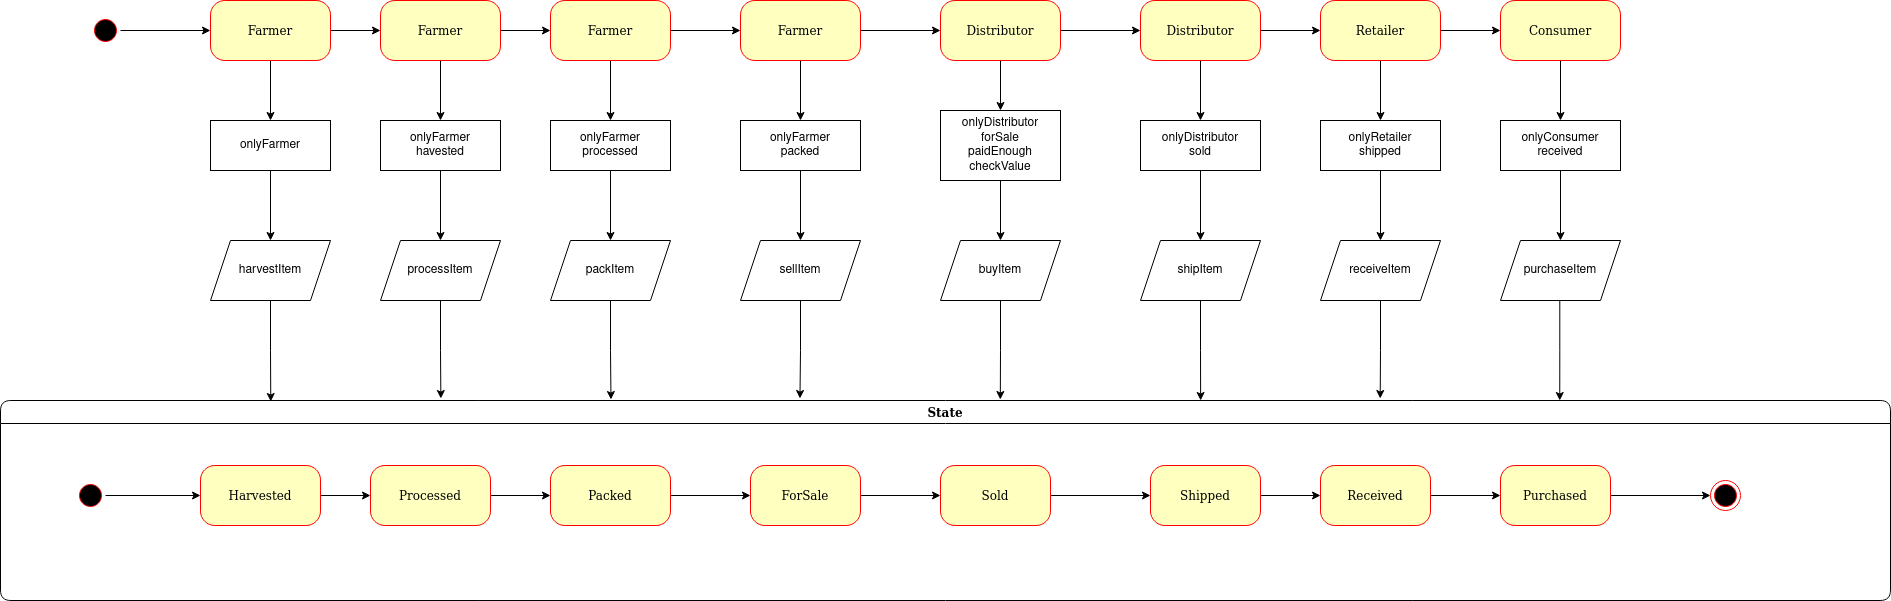 Farmer
Farmer
Farmer
Farmer
Distributor
Distributor
Retailer
Consumer
onlyFarmer
onlyFarmer
havested
onlyFarmer
processed
onlyFarmer
packed
onlyDistributor
forSale
paidEnough
checkValue
onlyDistributor
sold
onlyRetailer
shipped
onlyConsumer
received
harvestItem
processItem
packItem
sellItem
buyItem
shipItem
receiveItem
purchaseItem
State
Harvested
Processed
Packed
ForSale
Sold
Shipped
Received
Purchased